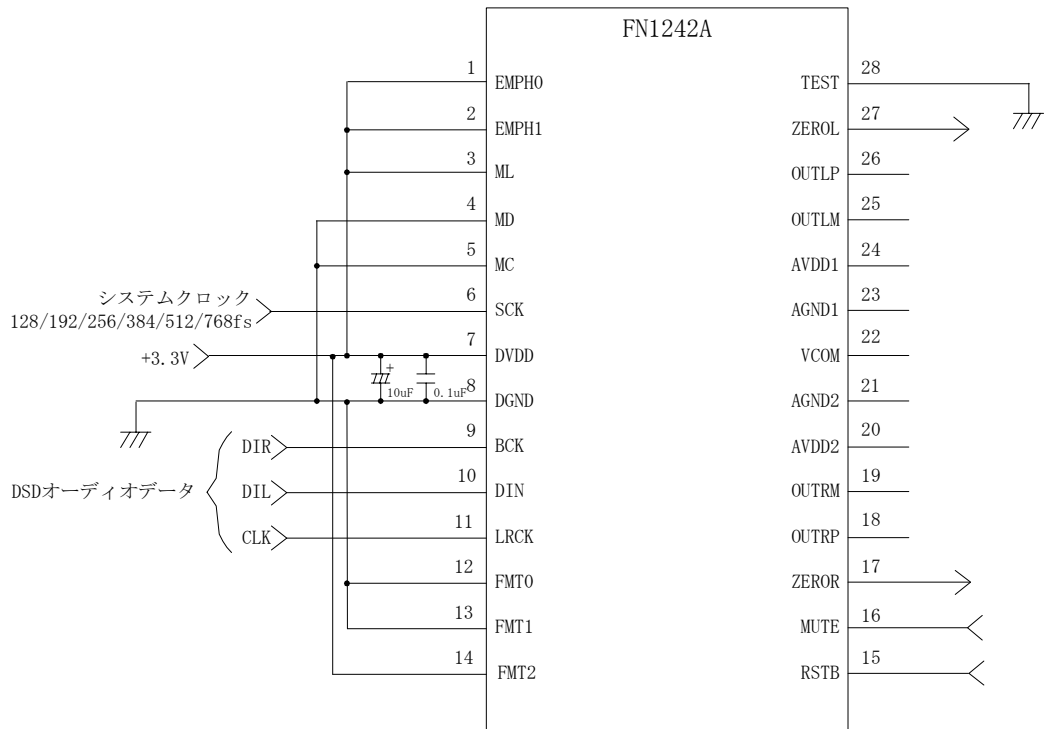 FN1242A
1 EMPH0
2 EMPH1
3 ML
4 MD
5 MC
システムクロック
128/192/256/384/512/768fs
6 SCK
+3.3V
7 DVDD
+
10uF
0.1uF
8 DGND
DSDオーディオデータ
DIR
9 BCK
DIL
10 DIN
CLK
11 LRCK
12 FMT0
13 FMT1
14 FMT2
TEST 28
ZEROL 27
OUTLP 26
OUTLM 25
AVDD1 24
AGND1 23
VCOM 22
AGND2 21
AVDD2 20
OUTRM 19
OUTRP 18
ZEROR 17
MUTE 16
RSTB 15